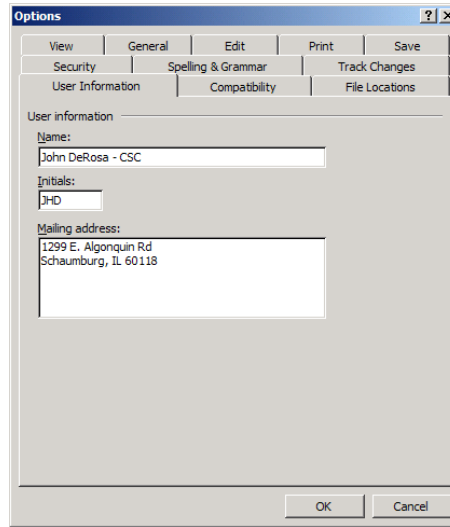 Options
View General Edit Print Save
Security Spelling & Grammar Track Changes
User Information Compatibility File Locations
User information
Name:
John DeRosa - CSC
Initials:
JHD
Mailing address:
1299 E. Algonquin Rd
Schaumburg, IL 60118
OK Cancel